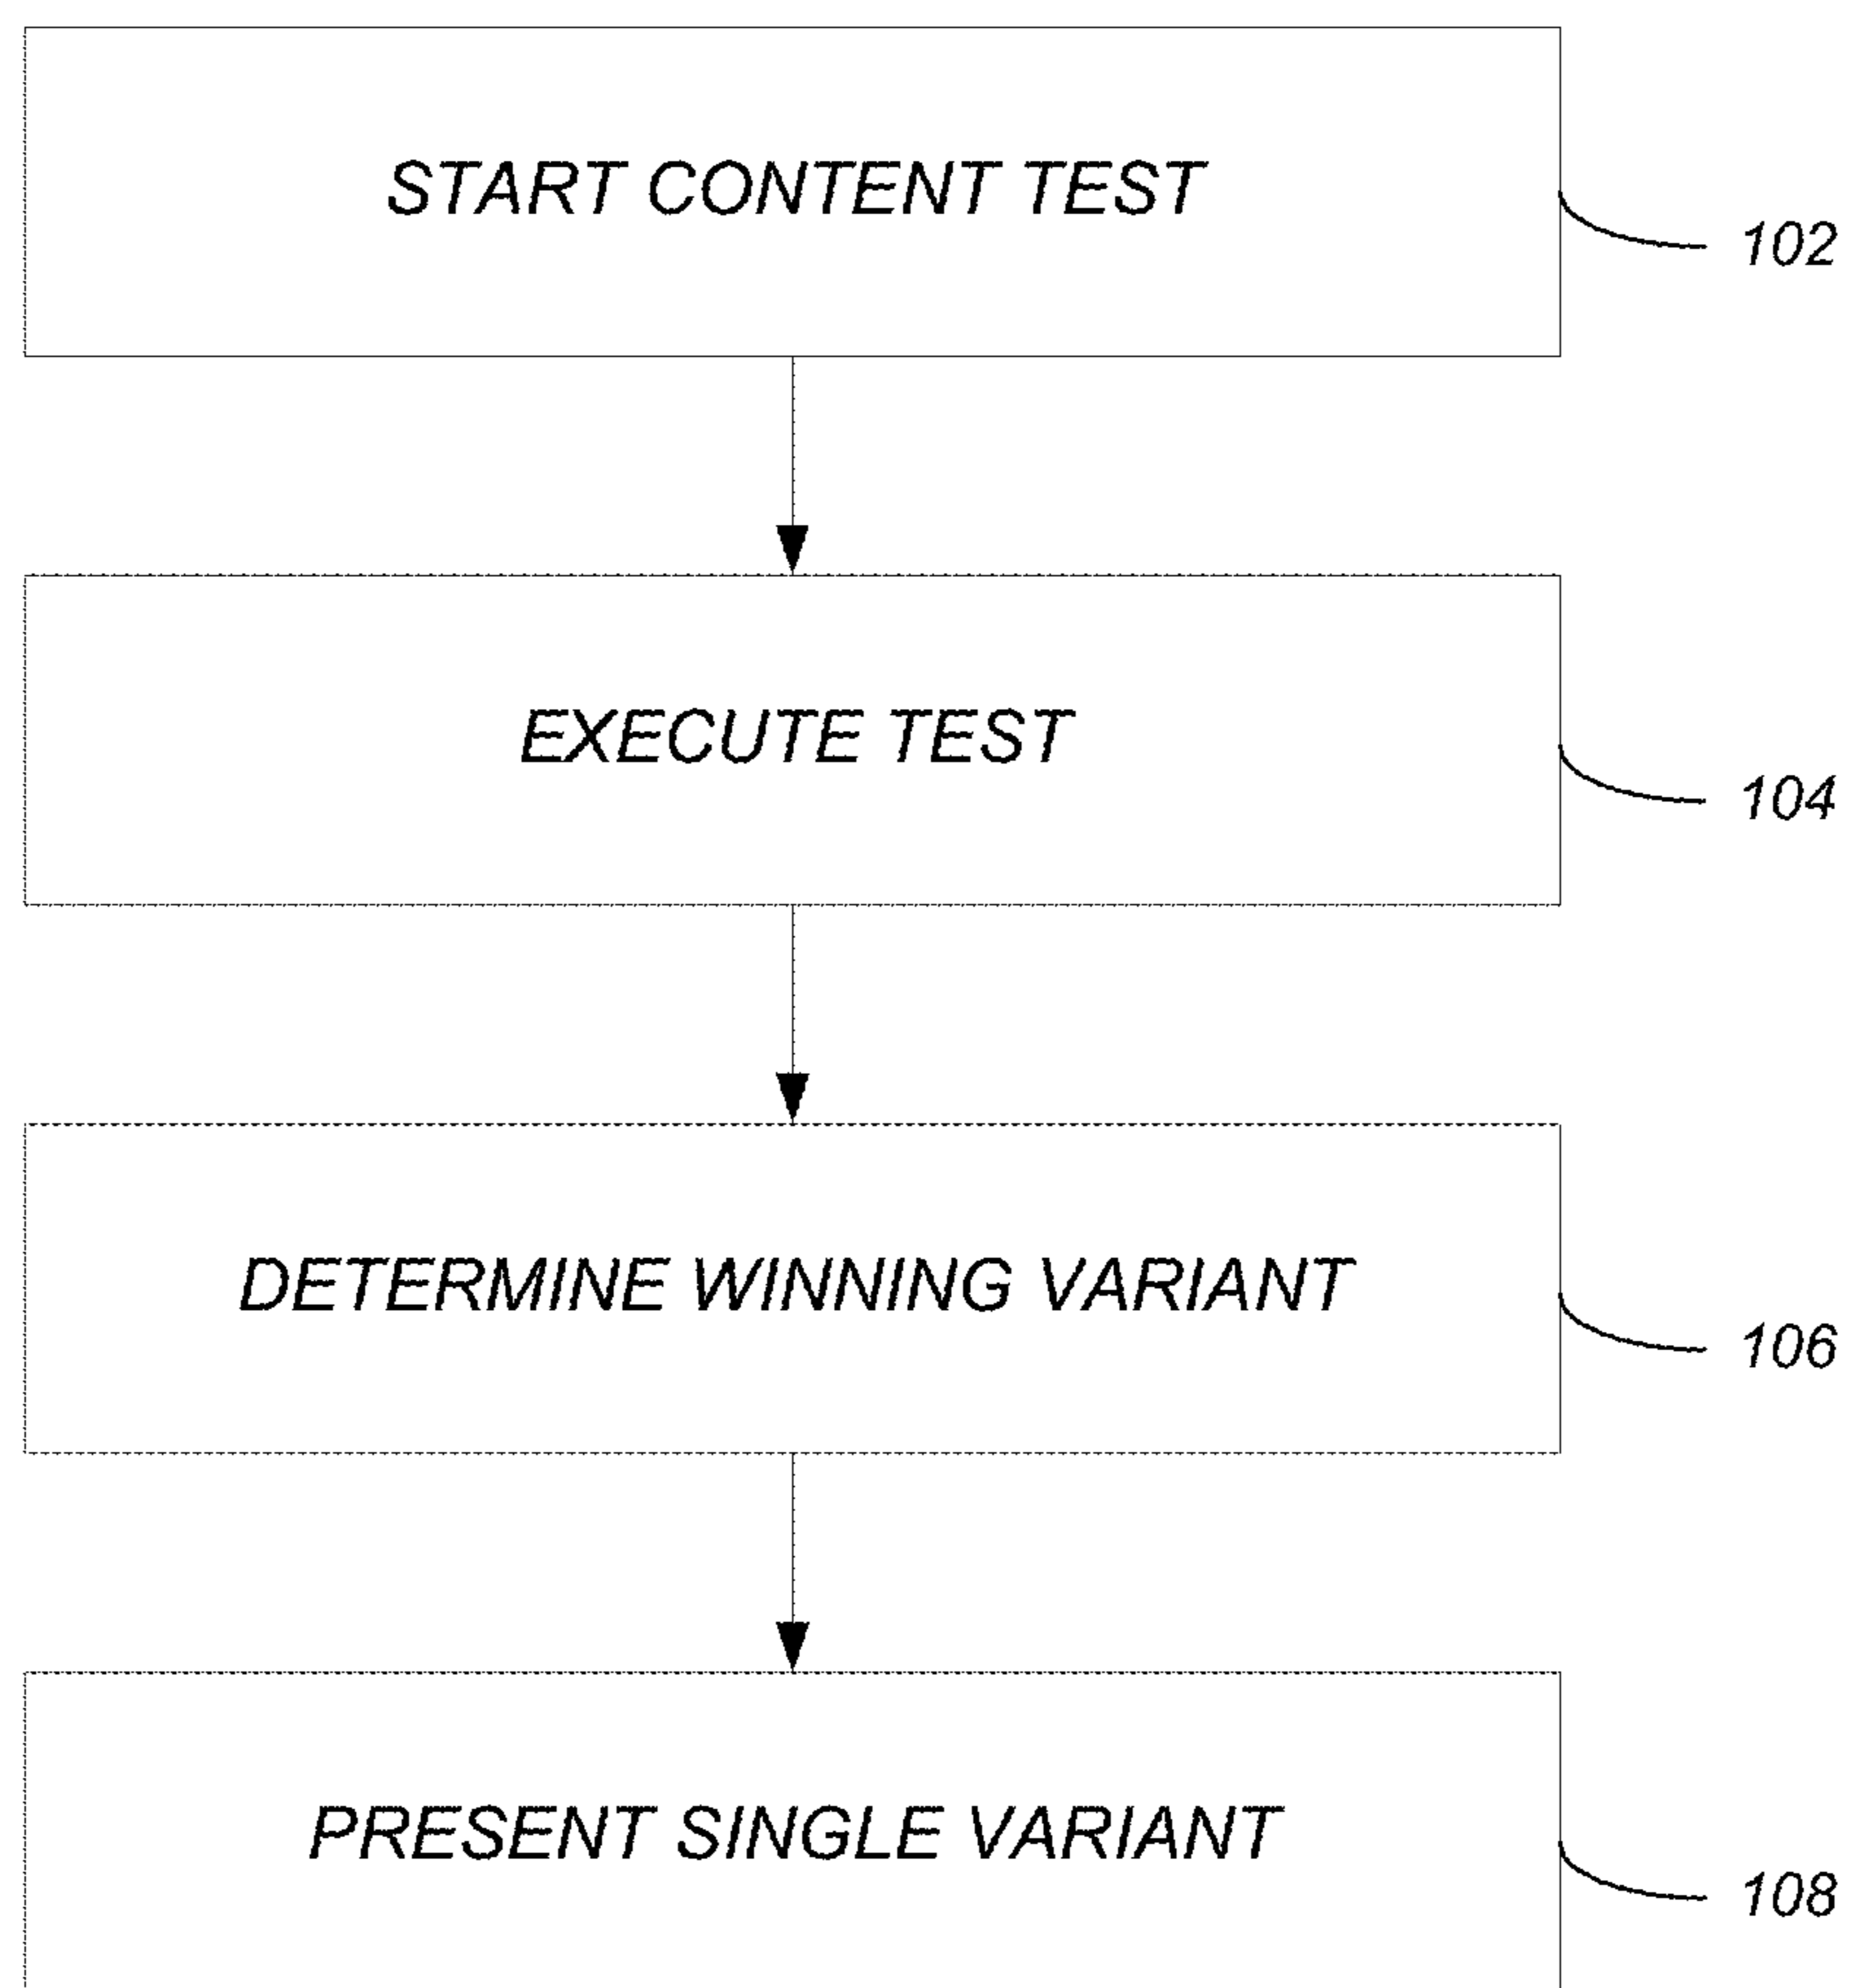 START CONTENT TEST
102
EXECUTE TEST
104
DETERMINE WINNING VARIANT
106
PRESENT SINGLE VARIANT
108